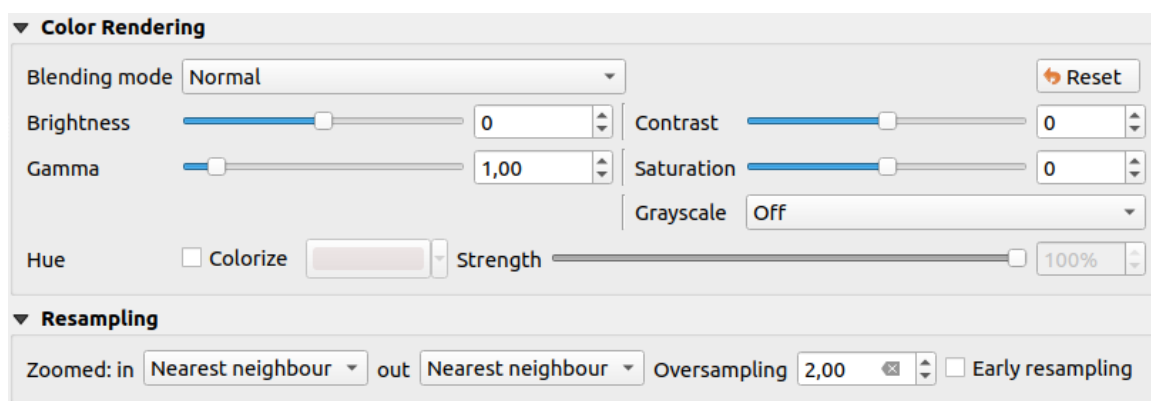 Color Rendering
Blending mode Normal Reset
Brightness 0 Contrast 0
Gamma 1,00 Saturation 0
Grayscale Off
Hue Colorize Strength 100%
Resampling
Zoomed: in Nearest neighbour out Nearest neighbour Oversampling 2,00 Early resampling